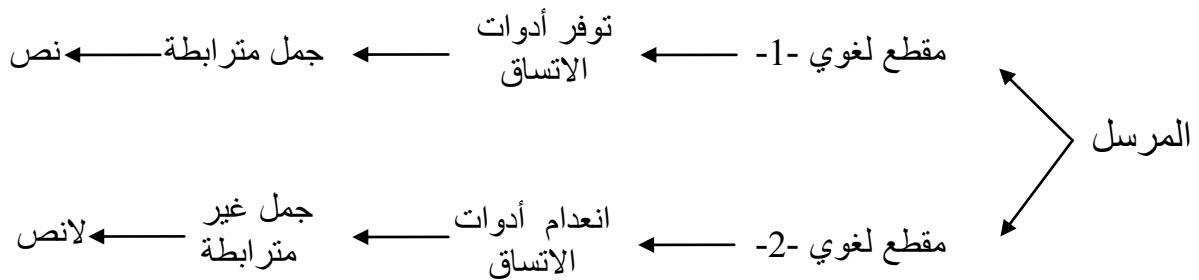 المرسل
مقطع لغوي -1-
توفر أدوات
الاتساق
جمل مترابطة
نص
مقطع لغوي -2-
انعدام أدوات
الاتساق
جمل غير
مترابطة
لانص